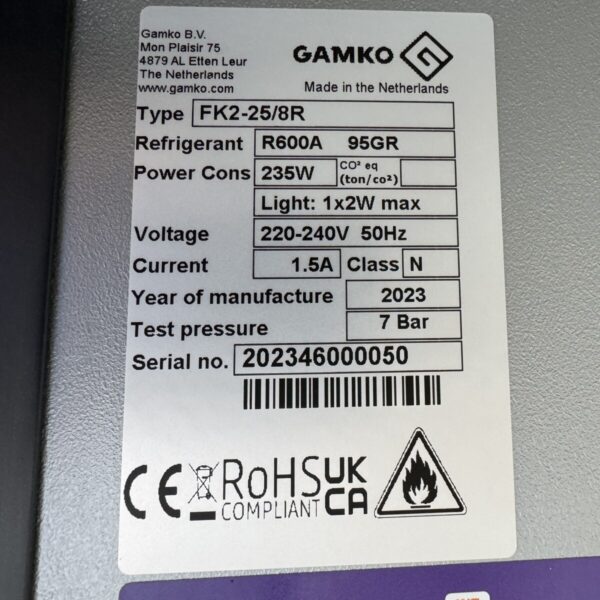 Gamko B.V.
Mon Plaisir 75
4879 AL Etten Leur
The Netherlands
www.gamko.com
GAMKO
Made in the Netherlands
Type FK2-25/8R
Refrigerant R600A 95GR
Power Cons 235W CO² eq (ton/co²)
Light: 1x2W max
Voltage 220-240V 50Hz
Current 1.5A Class N
Year of manufacture 2023
Test pressure 7 Bar
Serial no. 202346000050
CE RoHS COMPLIANT UK CA